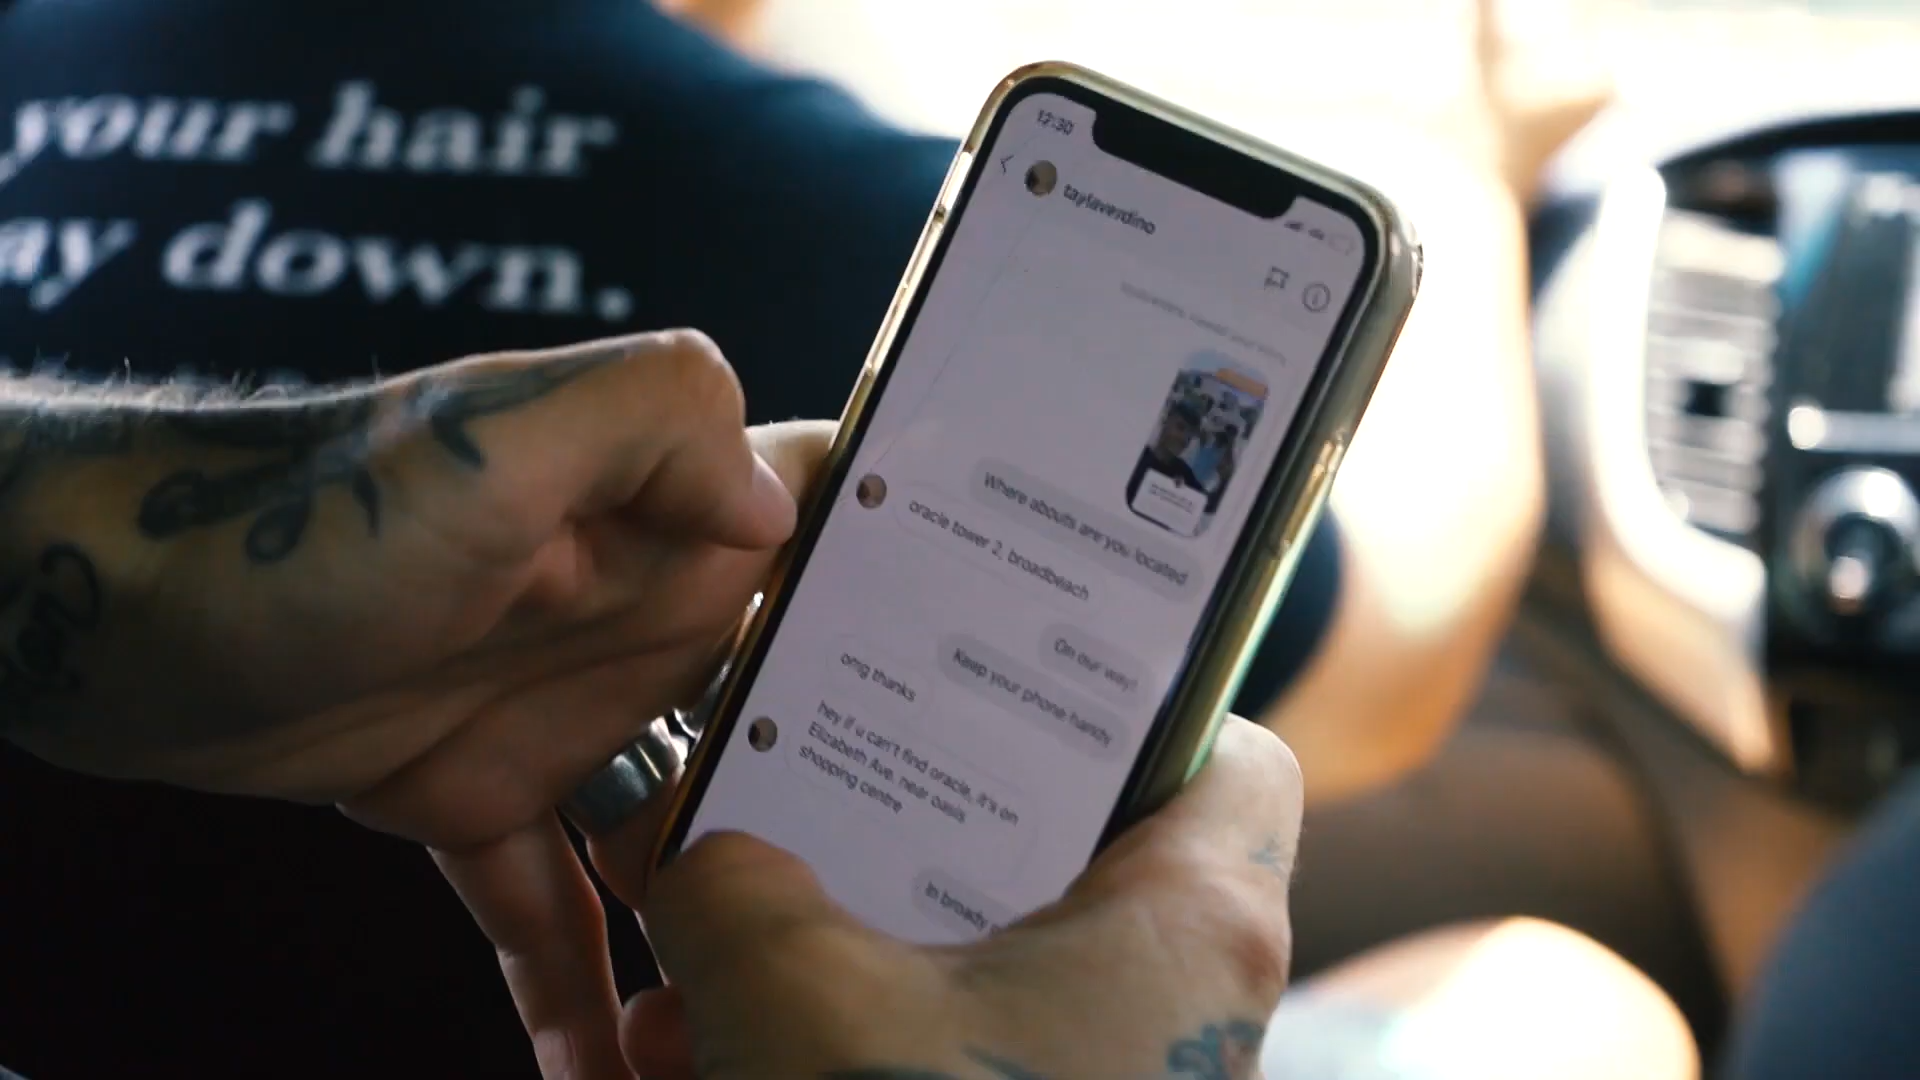 your hair
ay down.
12:30
taylaverdino
Where abouts are you located
oracle tower 2, broadbeach
On our way!
Keep your phone handy
omg thanks
hey if u can't find oracle, it's on
Elizabeth Ave. near oasis
shopping centre
In broady